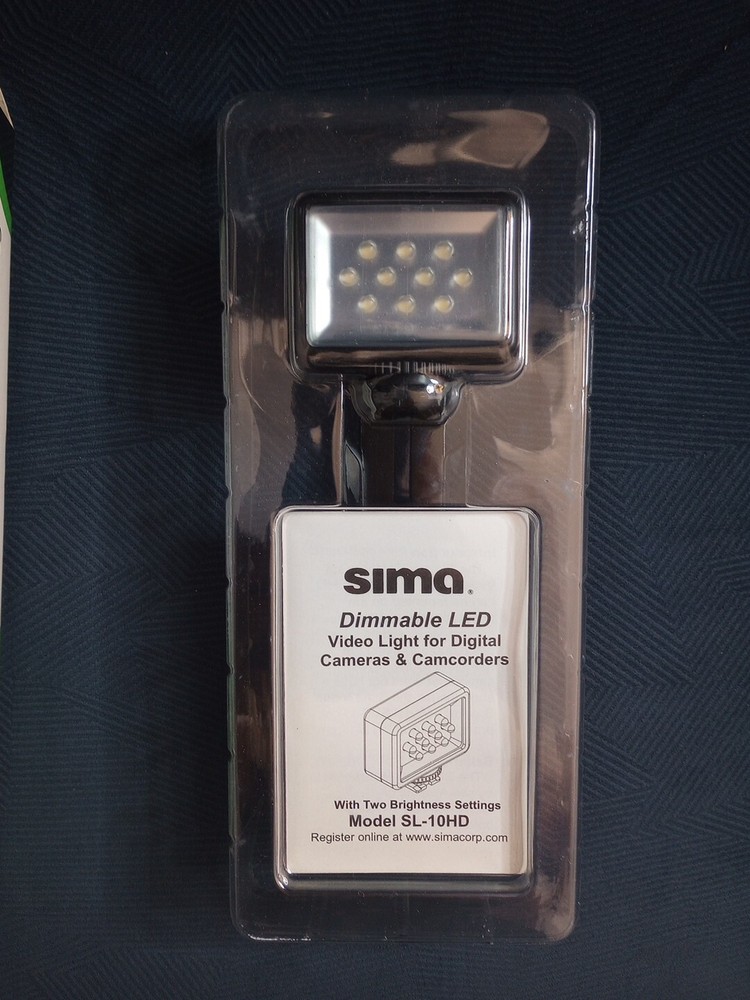 sima®
Dimmable LED
Video Light for Digital
Cameras & Camcorders
With Two Brightness Settings
Model SL-10HD
Register online at www.simacorp.com